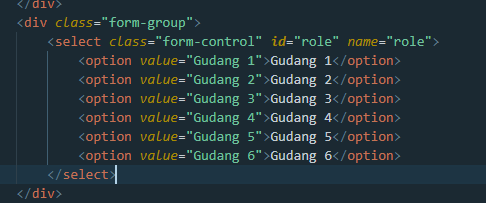 </div>
<div class="form-group">
<select class="form-control" id="role" name="role">
<option value="Gudang 1">Gudang 1</option>
<option value="Gudang 2">Gudang 2</option>
<option value="Gudang 3">Gudang 3</option>
<option value="Gudang 4">Gudang 4</option>
<option value="Gudang 5">Gudang 5</option>
<option value="Gudang 6">Gudang 6</option>
</select>
</div>